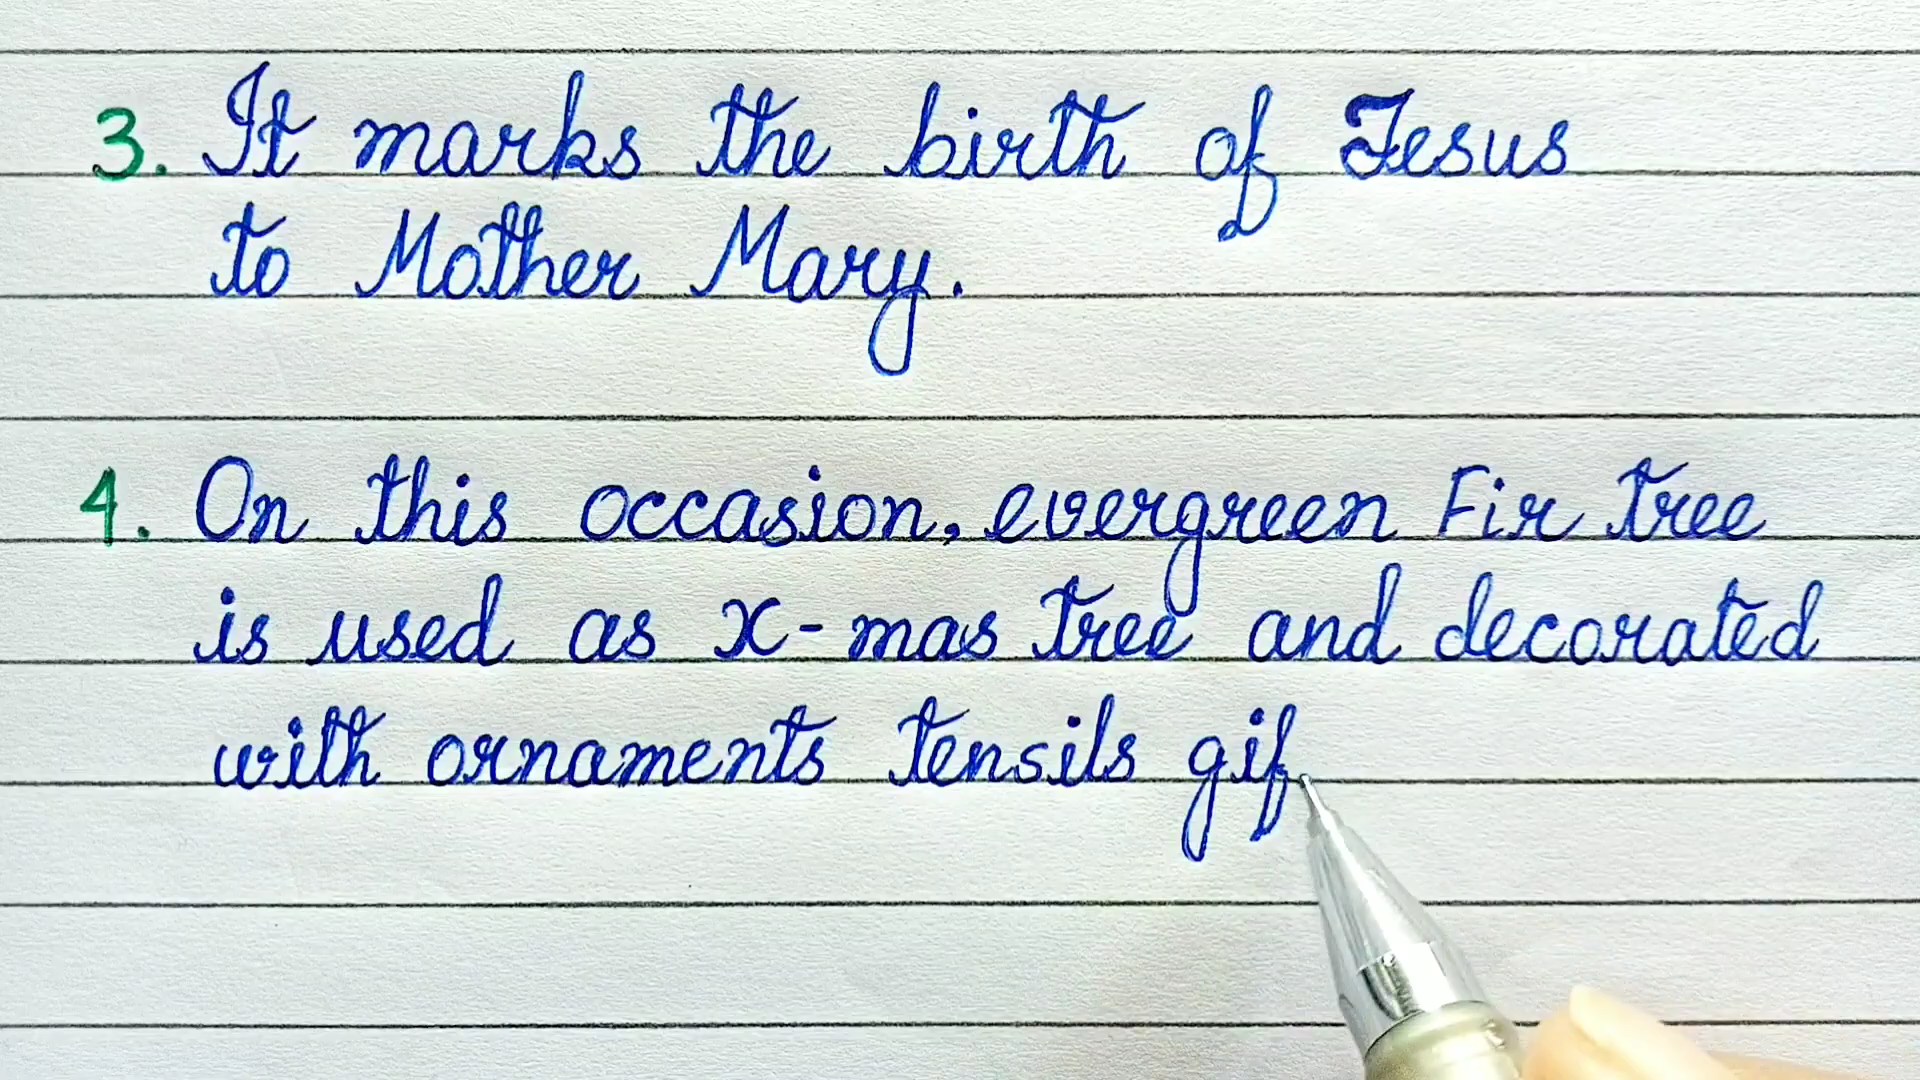 3. It marks the birth of Jesus
to Mother Mary.
4. On this occasion, evergreen Fir tree
is used as x-mas tree and decorated
with ornaments tensils gif